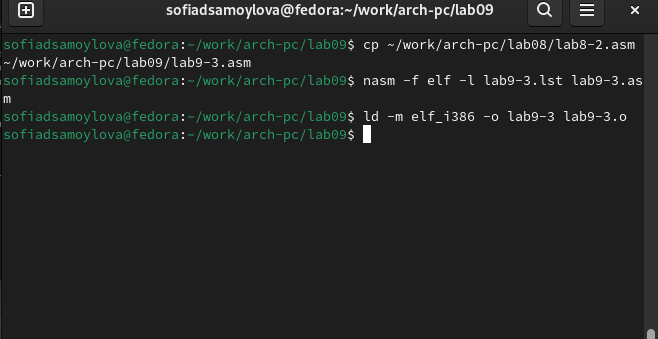 sofiadsamoylova@fedora:~/work/arch-pc/lab09
sofiadsamoylova@fedora:~/work/arch-pc/lab09$ cp ~/work/arch-pc/lab08/lab8-2.asm
~/work/arch-pc/lab09/lab9-3.asm
sofiadsamoylova@fedora:~/work/arch-pc/lab09$ nasm -f elf -l lab9-3.lst lab9-3.as
m
sofiadsamoylova@fedora:~/work/arch-pc/lab09$ ld -m elf_i386 -o lab9-3 lab9-3.o
sofiadsamoylova@fedora:~/work/arch-pc/lab09$